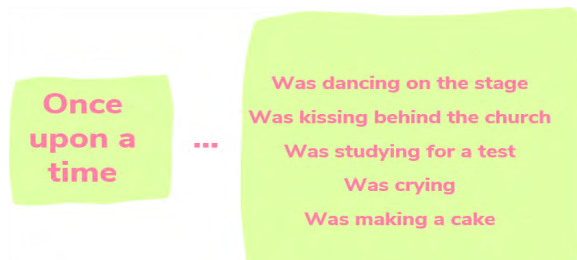 Once
upon a
time
...
Was dancing on the stage
Was kissing behind the church
Was studying for a test
Was crying
Was making a cake